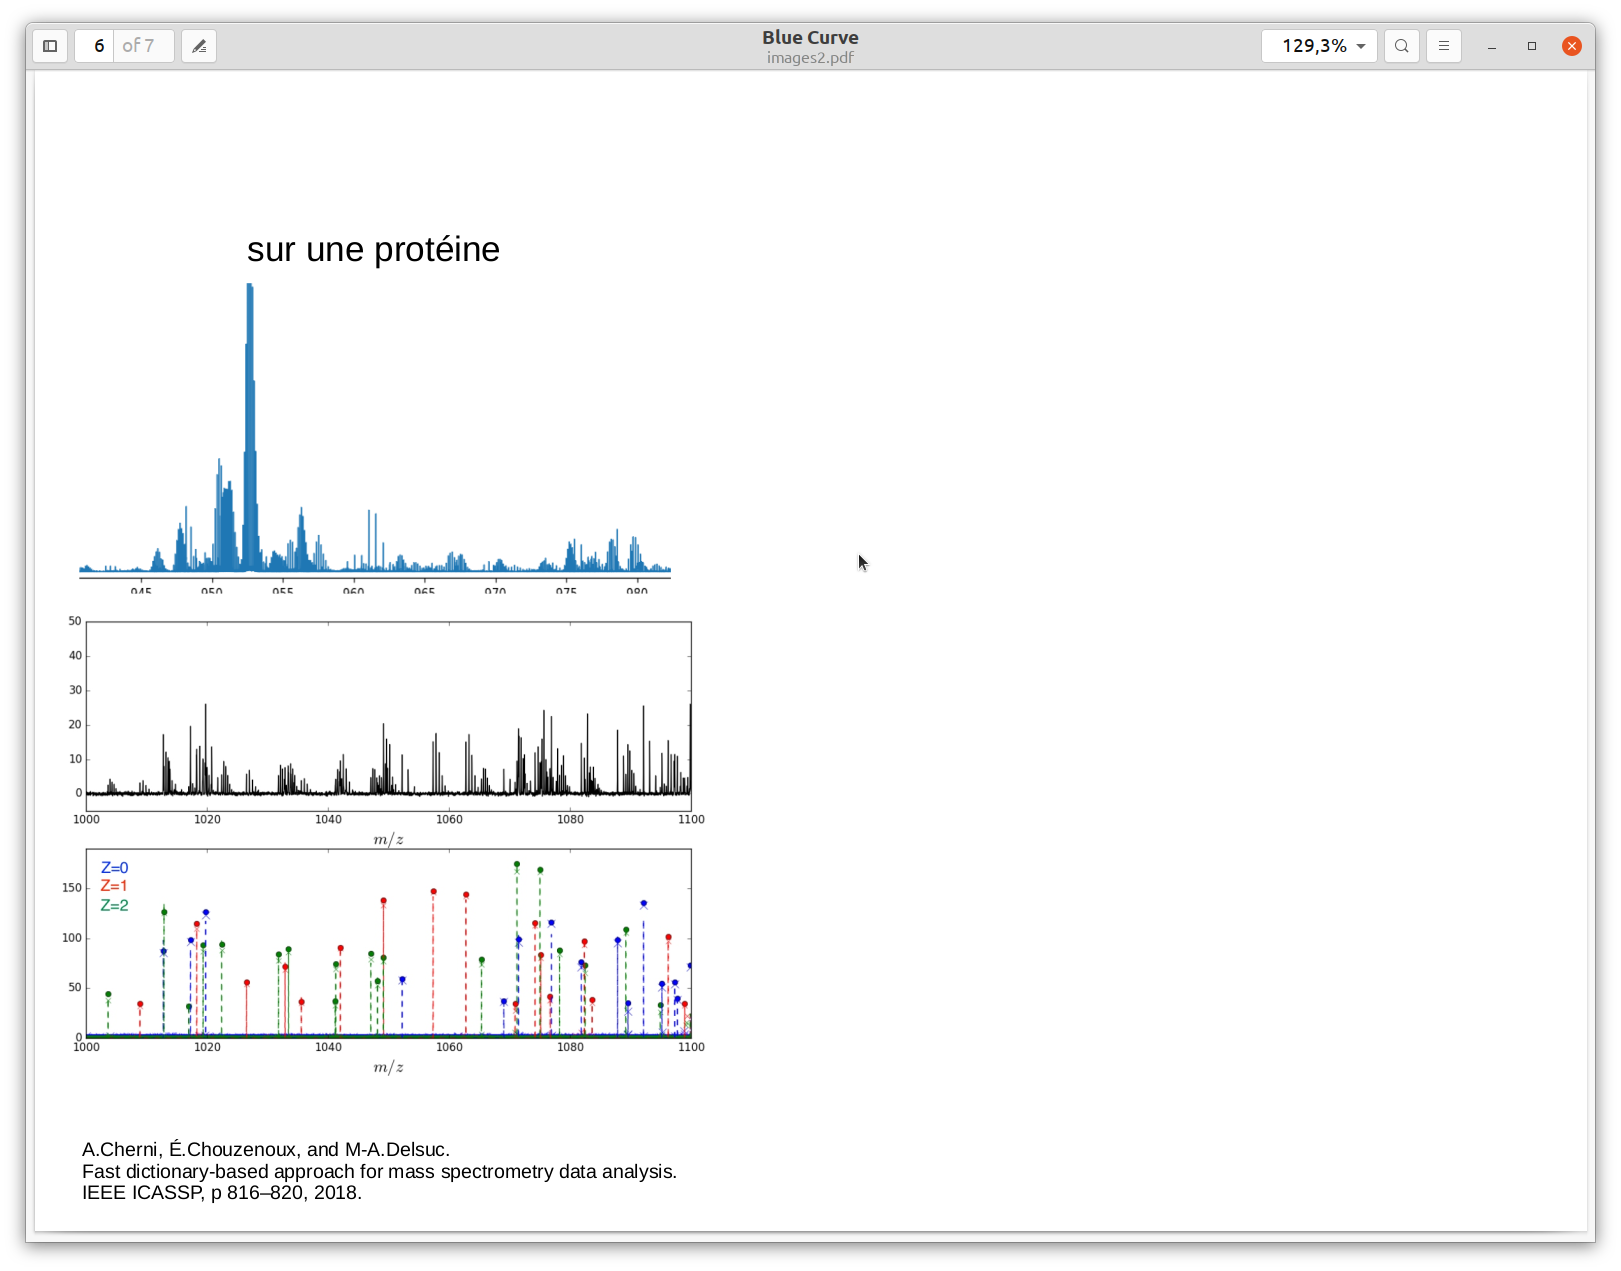 6 of 7
Blue Curve
images2.pdf
129,3%
sur une protéine
945 950 955 960 965 970 975 980
50
40
30
20
10
0
1000 1020 1040 1060 1080 1100
m/z
Z=0
Z=1
Z=2
150
100
50
0
1000 1020 1040 1060 1080 1100
m/z
A.Cherni, É.Chouzenoux, and M-A.Delsuc.
Fast dictionary-based approach for mass spectrometry data analysis.
IEEE ICASSP, p 816–820, 2018.